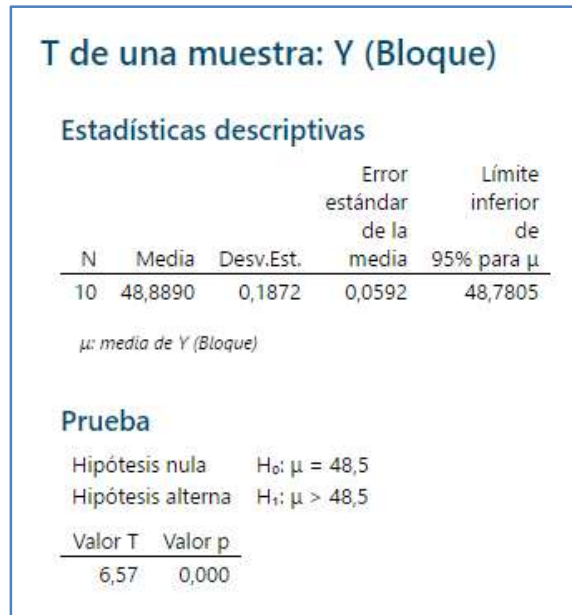 T de una muestra: Y (Bloque)
Estadísticas descriptivas
Error Límite
estándar inferior
de la de
N Media Desv.Est. media 95% para μ
10 48,8890 0,1872 0,0592 48,7805
μ: media de Y (Bloque)
Prueba
Hipótesis nula H₀: μ = 48,5
Hipótesis alterna H₁: μ > 48,5
Valor T Valor p
6,57 0,000